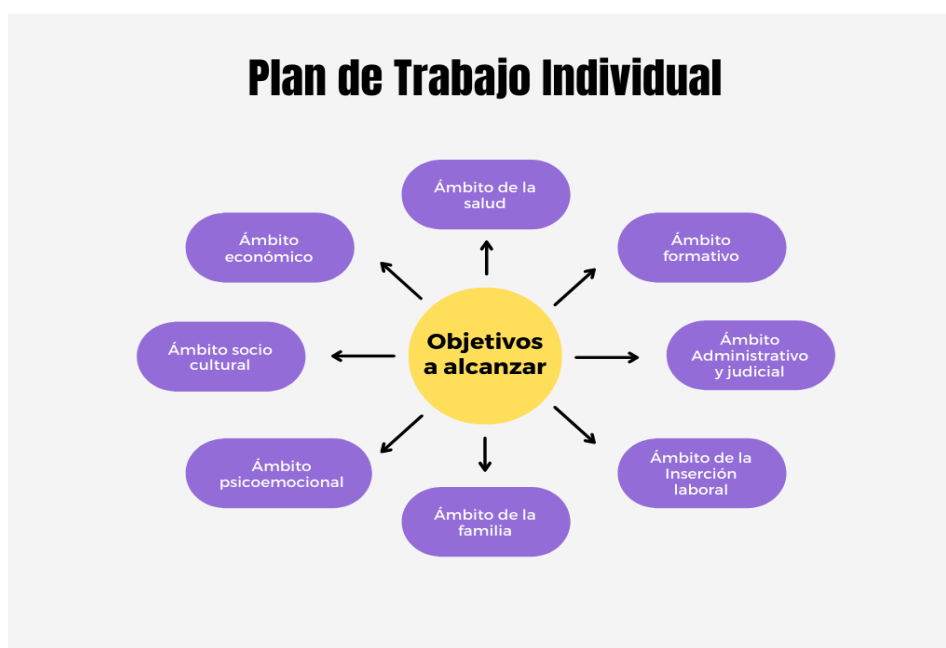 Plan de Trabajo Individual
Ámbito de la
salud
Ámbito
económico
Ámbito
formativo
Ámbito socio
cultural
Objetivos
a alcanzar
Ámbito
Administrativo
y judicial
Ámbito
psicoemocional
Ámbito de la
Inserción
laboral
Ámbito de la
familia